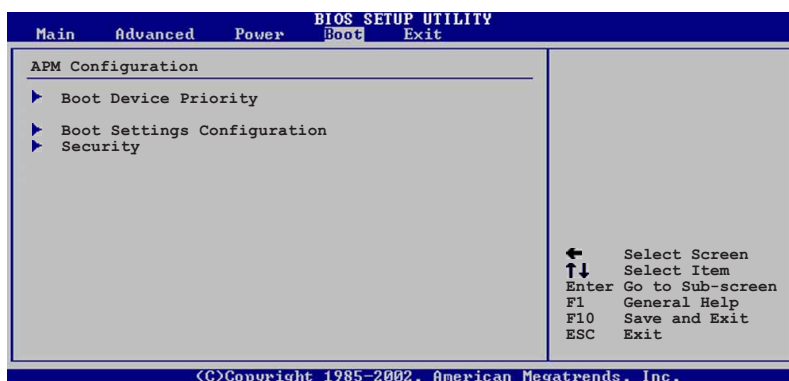 BIOS SETUP UTILITY
Main Advanced Power Boot Exit
APM Configuration
Boot Device Priority
Boot Settings Configuration
Security
Select Screen
Select Item
Enter Go to Sub-screen
F1 General Help
F10 Save and Exit
ESC Exit
(C)Copyright 1985-2002, American Megatrends, Inc.